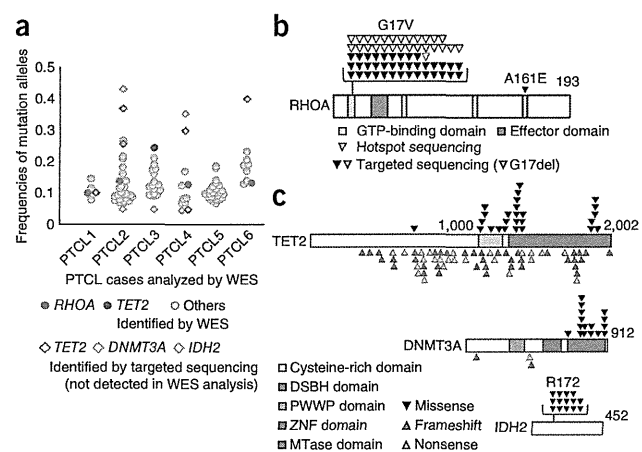 a
Frequencies of mutation alleles
0.5
0.4
0.3
0.2
0.1
0
PTCL1
PTCL2
PTCL3
PTCL4
PTCL5
PTCL6
PTCL cases analyzed by WES
RHOA TET2 Others
Identified by WES
TET2 DNMT3A IDH2
Identified by targeted sequencing
(not detected in WES analysis)
b
G17V
A161E
193
RHOA
GTP-binding domain Effector domain
Hotspot sequencing
Targeted sequencing (G17del)
c
1,000
2,002
TET2
912
DNMT3A
Cysteine-rich domain
DSBH domain
PWWP domain
ZNF domain
MTase domain
Missense
Frameshift
Nonsense
R172
452
IDH2